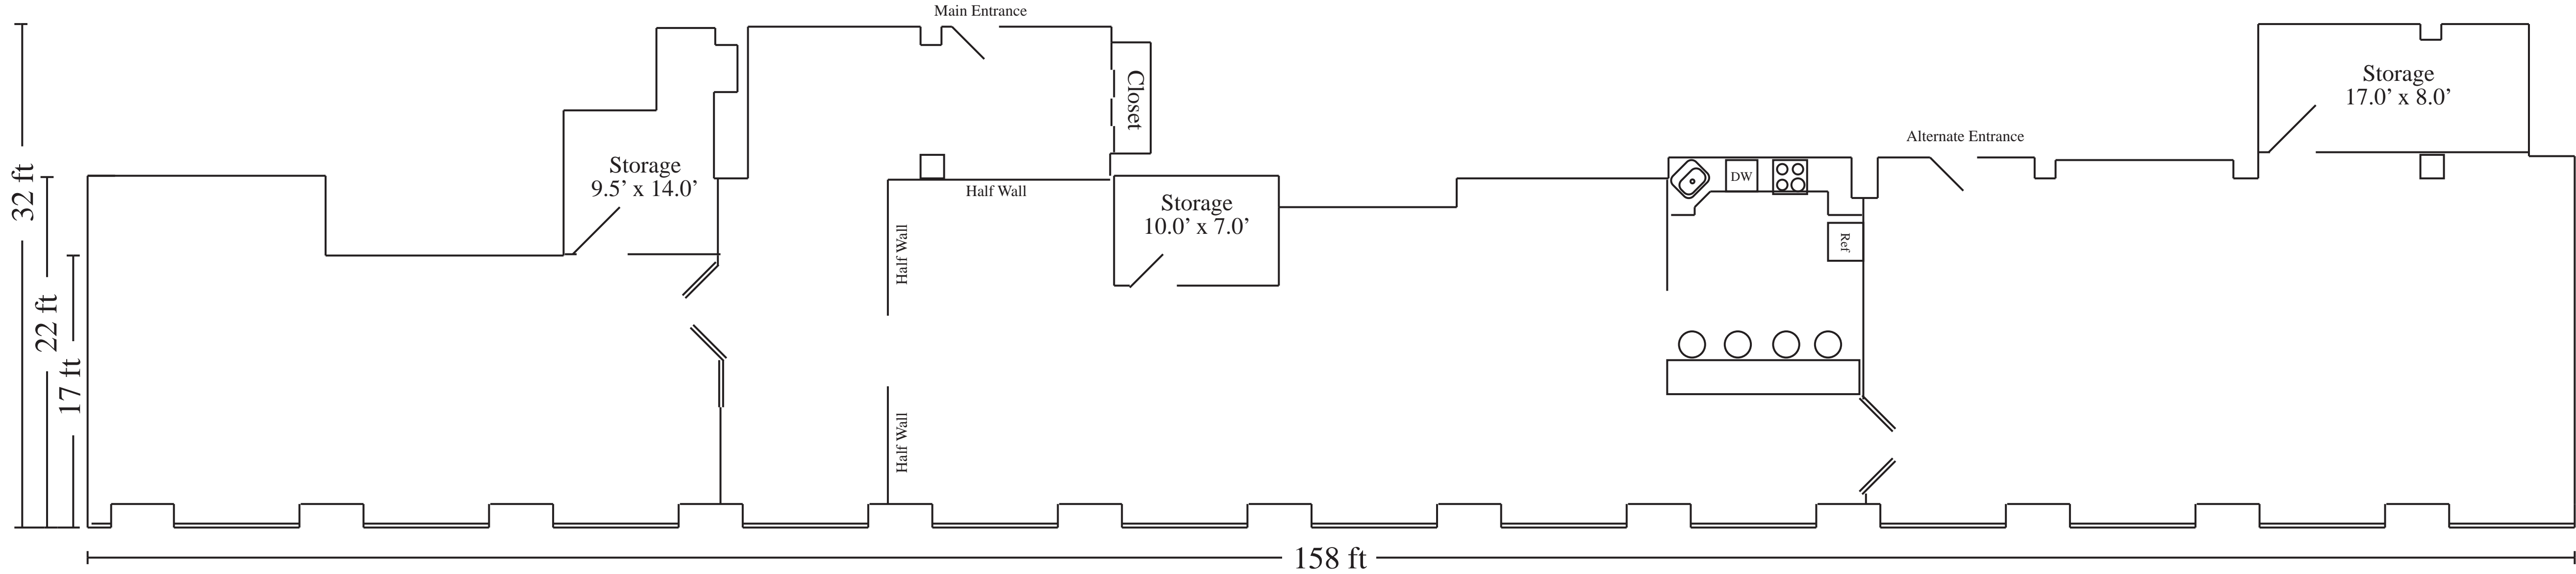 Main Entrance
Closet
Storage
17.0’ x 8.0’
Alternate Entrance
Storage
9.5’ x 14.0’
32 ft
Half Wall
DW
Storage
10.0’ x 7.0’
Half Wall
Ref
22 ft
17 ft
Half Wall
158 ft